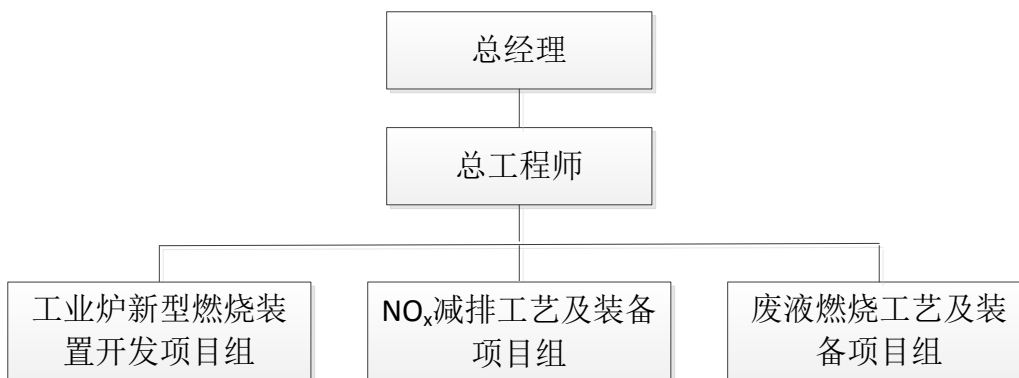 总经理
总工程师
工业炉新型燃烧装
置开发项目组
NOx减排工艺及装备
项目组
废液燃烧工艺及装
备项目组